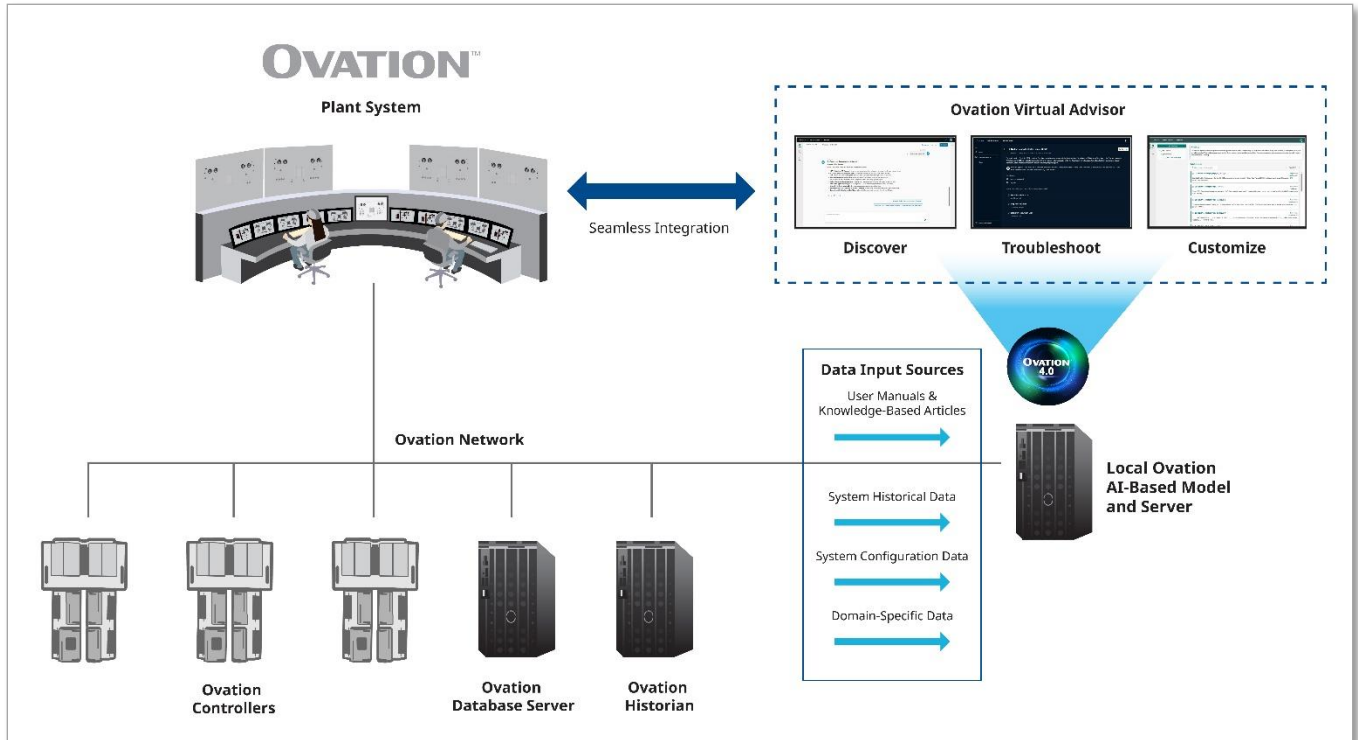 OVATION™
Plant System
Ovation Virtual Advisor
Seamless Integration
Discover
Troubleshoot
Customize
OVATION
4.0
Data Input Sources
User Manuals &
Knowledge-Based Articles
System Historical Data
System Configuration Data
Domain-Specific Data
Local Ovation
AI-Based Model
and Server
Ovation Network
Ovation
Controllers
Ovation
Database Server
Ovation
Historian